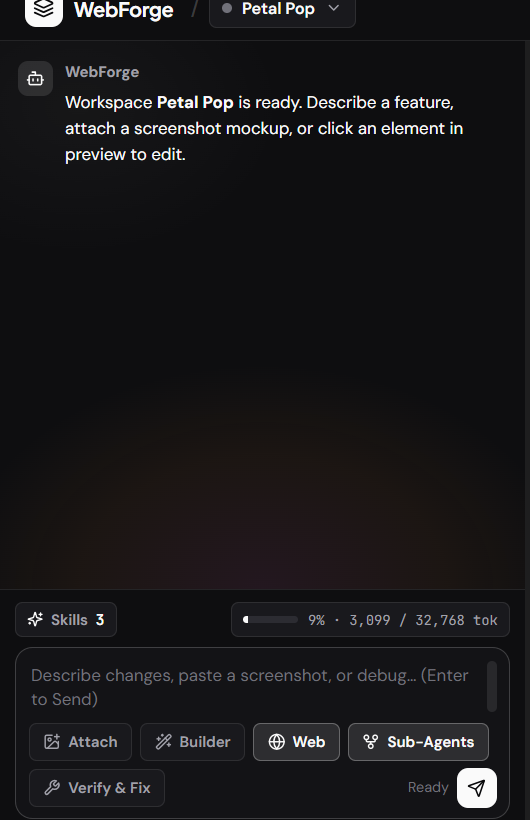 WebForge / Petal Pop
WebForge
Workspace Petal Pop is ready. Describe a feature,
attach a screenshot mockup, or click an element in
preview to edit.
Skills 3
9% · 3,099 / 32,768 tok
Describe changes, paste a screenshot, or debug... (Enter
to Send)
Attach
Builder
Web
Sub-Agents
Verify & Fix
Ready